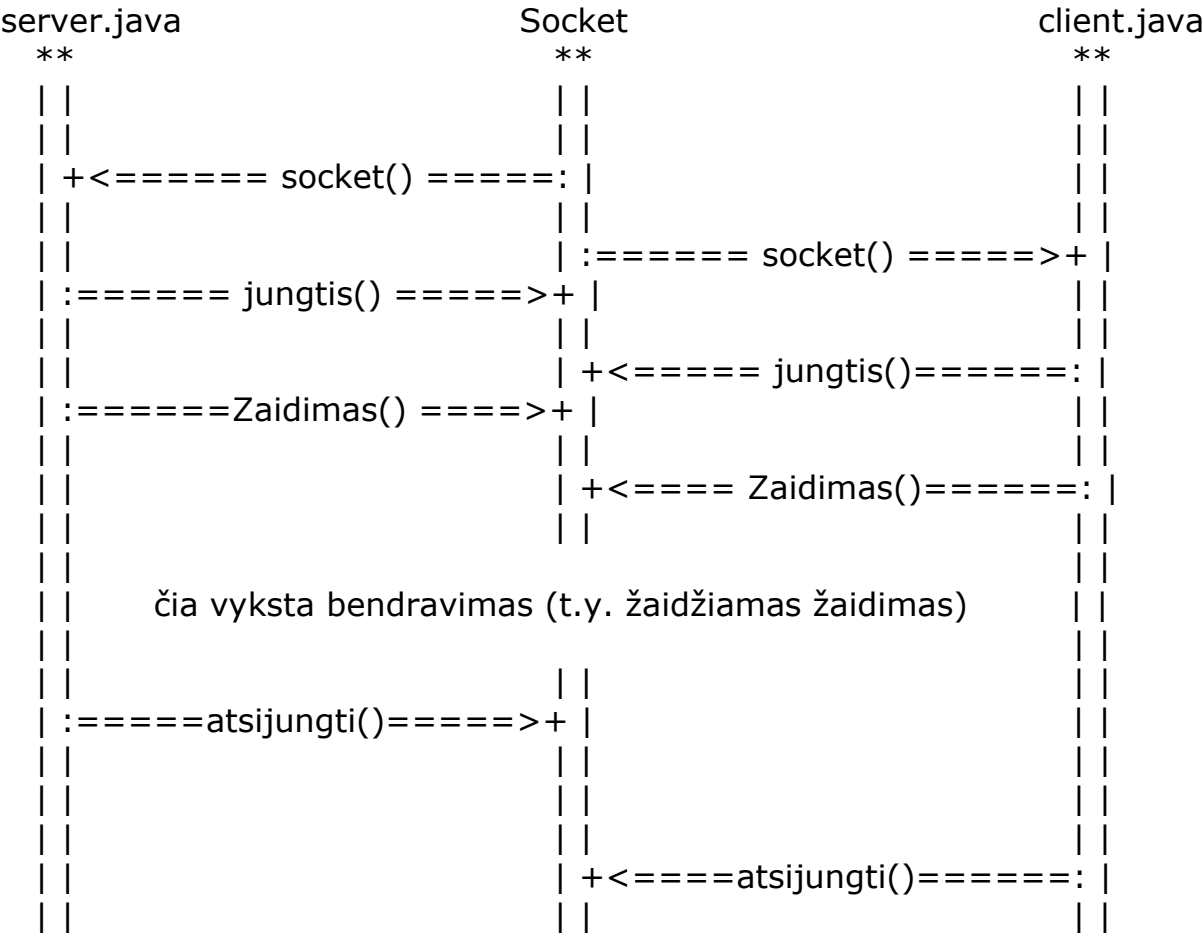 server.java Socket client.java
** ** **
| | | | | |
| | | | | |
| +<====== socket() =====: | | |
| | | | | |
| | | :====== socket() =====>+ |
| :====== jungtis() =====>+ | | |
| | | | | |
| | | +<===== jungtis()======: |
| :======Zaidimas() ====>+ | | |
| | | | | |
| | | +<==== Zaidimas()======: |
| | | | | |
| | | |
| | čia vyksta bendravimas (t.y. žaidžiamas žaidimas) | |
| | | |
| | | | | |
| :=====atsijungti()=====>+ | | |
| | | | | |
| | | | | |
| | | | | |
| | | +<====atsijungti()======: |
| | | | | |